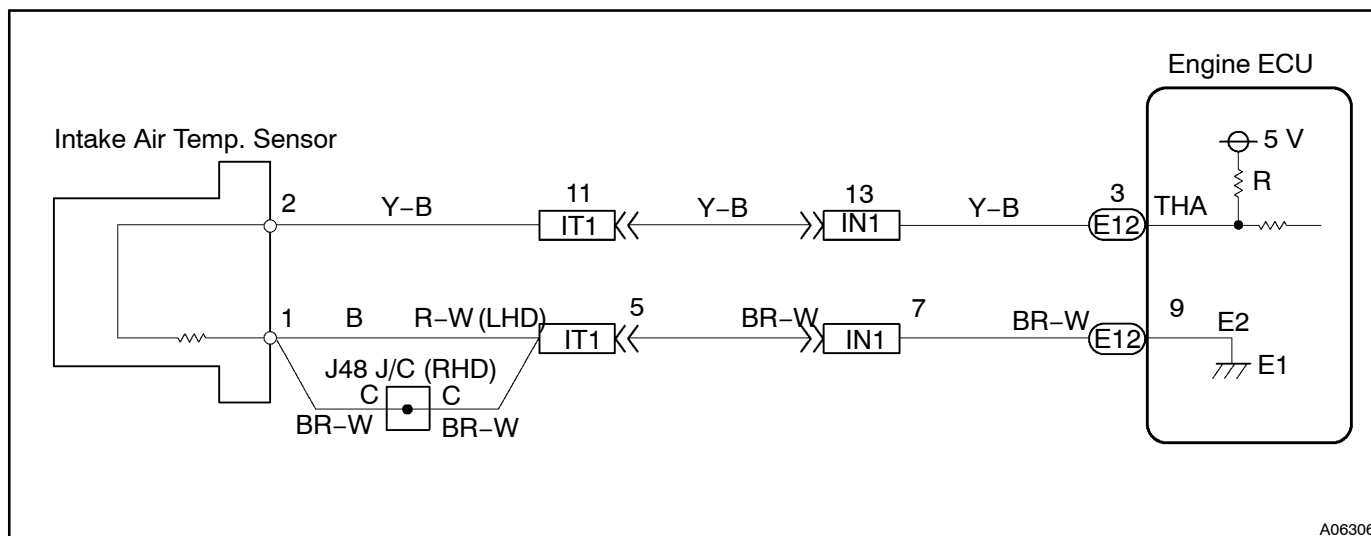 Engine ECU
Intake Air Temp. Sensor
5 V
R
2
Y–B
11
IT1
Y–B
13
IN1
Y–B
3
E12
THA
1
B R–W (LHD)
IT1
5
BR–W
IN1
7
BR–W
E12
9
E2
E1
J48 J/C (RHD)
C C
BR–W BR–W
A06306